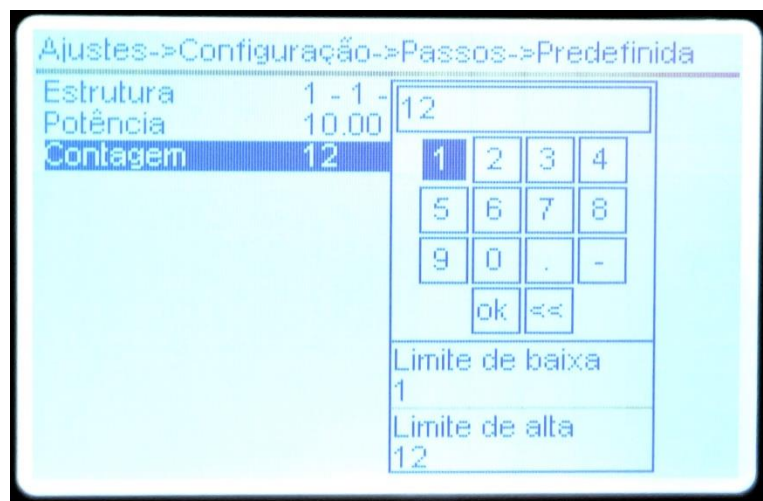 Ajustes->Configuração->Passos->Predefinida
Estrutura 1 - 1 -
Potência 10.00
Contagem 12
12
1 2 3 4
5 6 7 8
9 0 . -
ok <<
Limite de baixa
1
Limite de alta
12